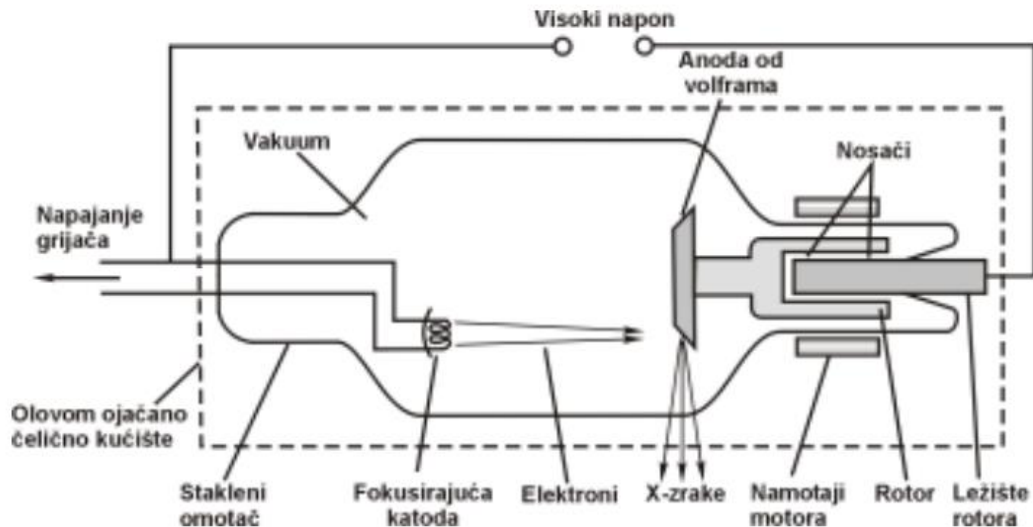 Visoki napon
Anoda od
volframa
Vakuum
Nosači
Napajanje
grijača
Olovom ojačano
čelično kućište
Stakleni
omotač
Fokusirajuća
katoda
Elektroni
X-zrake
Namotaji
motora
Rotor
Ležište
rotora